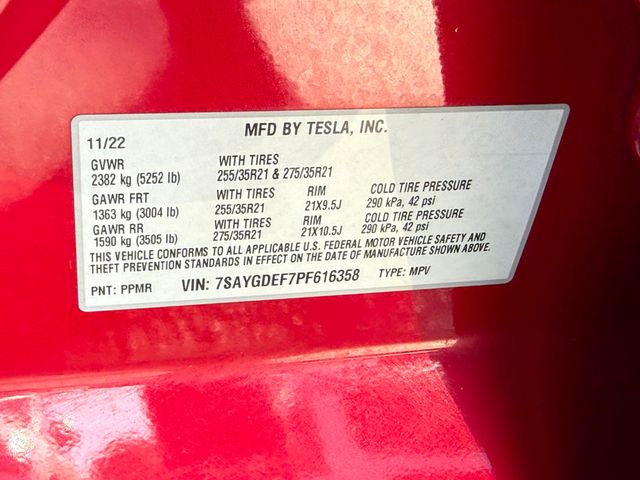 MFD BY TESLA, INC.
11/22
GVWR WITH TIRES
2382 kg (5252 lb) 255/35R21 & 275/35R21
GAWR FRT WITH TIRES RIM COLD TIRE PRESSURE
1363 kg (3004 lb) 255/35R21 21X9.5J 290 kPa, 42 psi
GAWR RR WITH TIRES RIM COLD TIRE PRESSURE
1590 kg (3505 lb) 275/35R21 21X10.5J 290 kPa, 42 psi
THIS VEHICLE CONFORMS TO ALL APPLICABLE U.S. FEDERAL MOTOR VEHICLE SAFETY AND
THEFT PREVENTION STANDARDS IN EFFECT ON THE DATE OF MANUFACTURE SHOWN ABOVE.
PNT: PPMR VIN: 7SAYGDEF7PF616358 TYPE: MPV